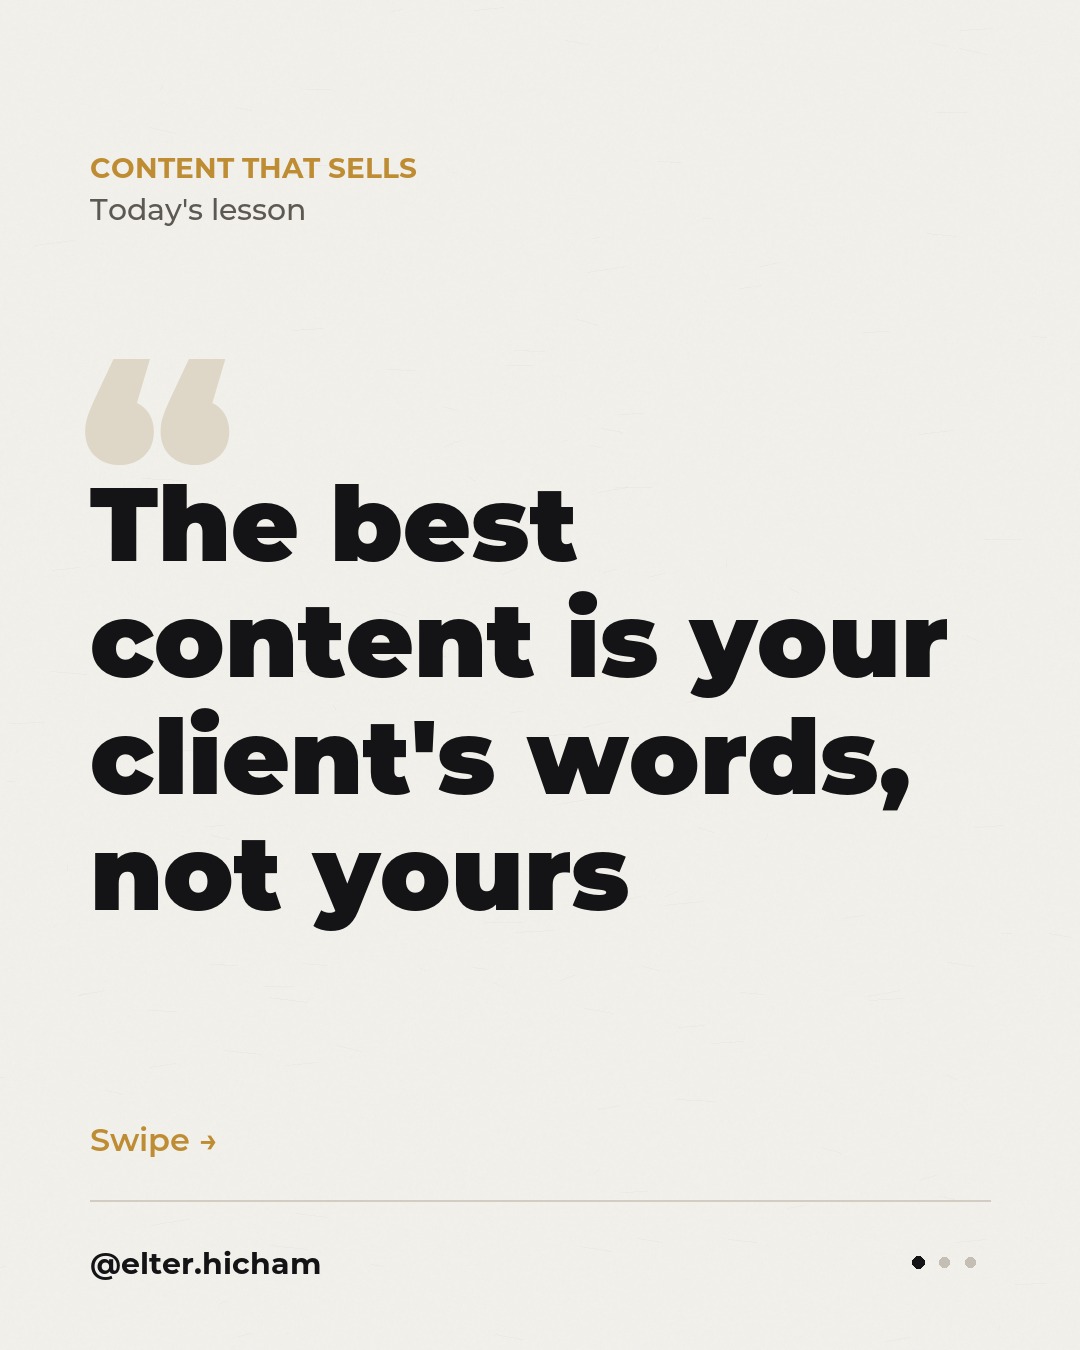 CONTENT THAT SELLS
Today's lesson
“
The best
content is your
client's words,
not yours
Swipe →
@elter.hicham